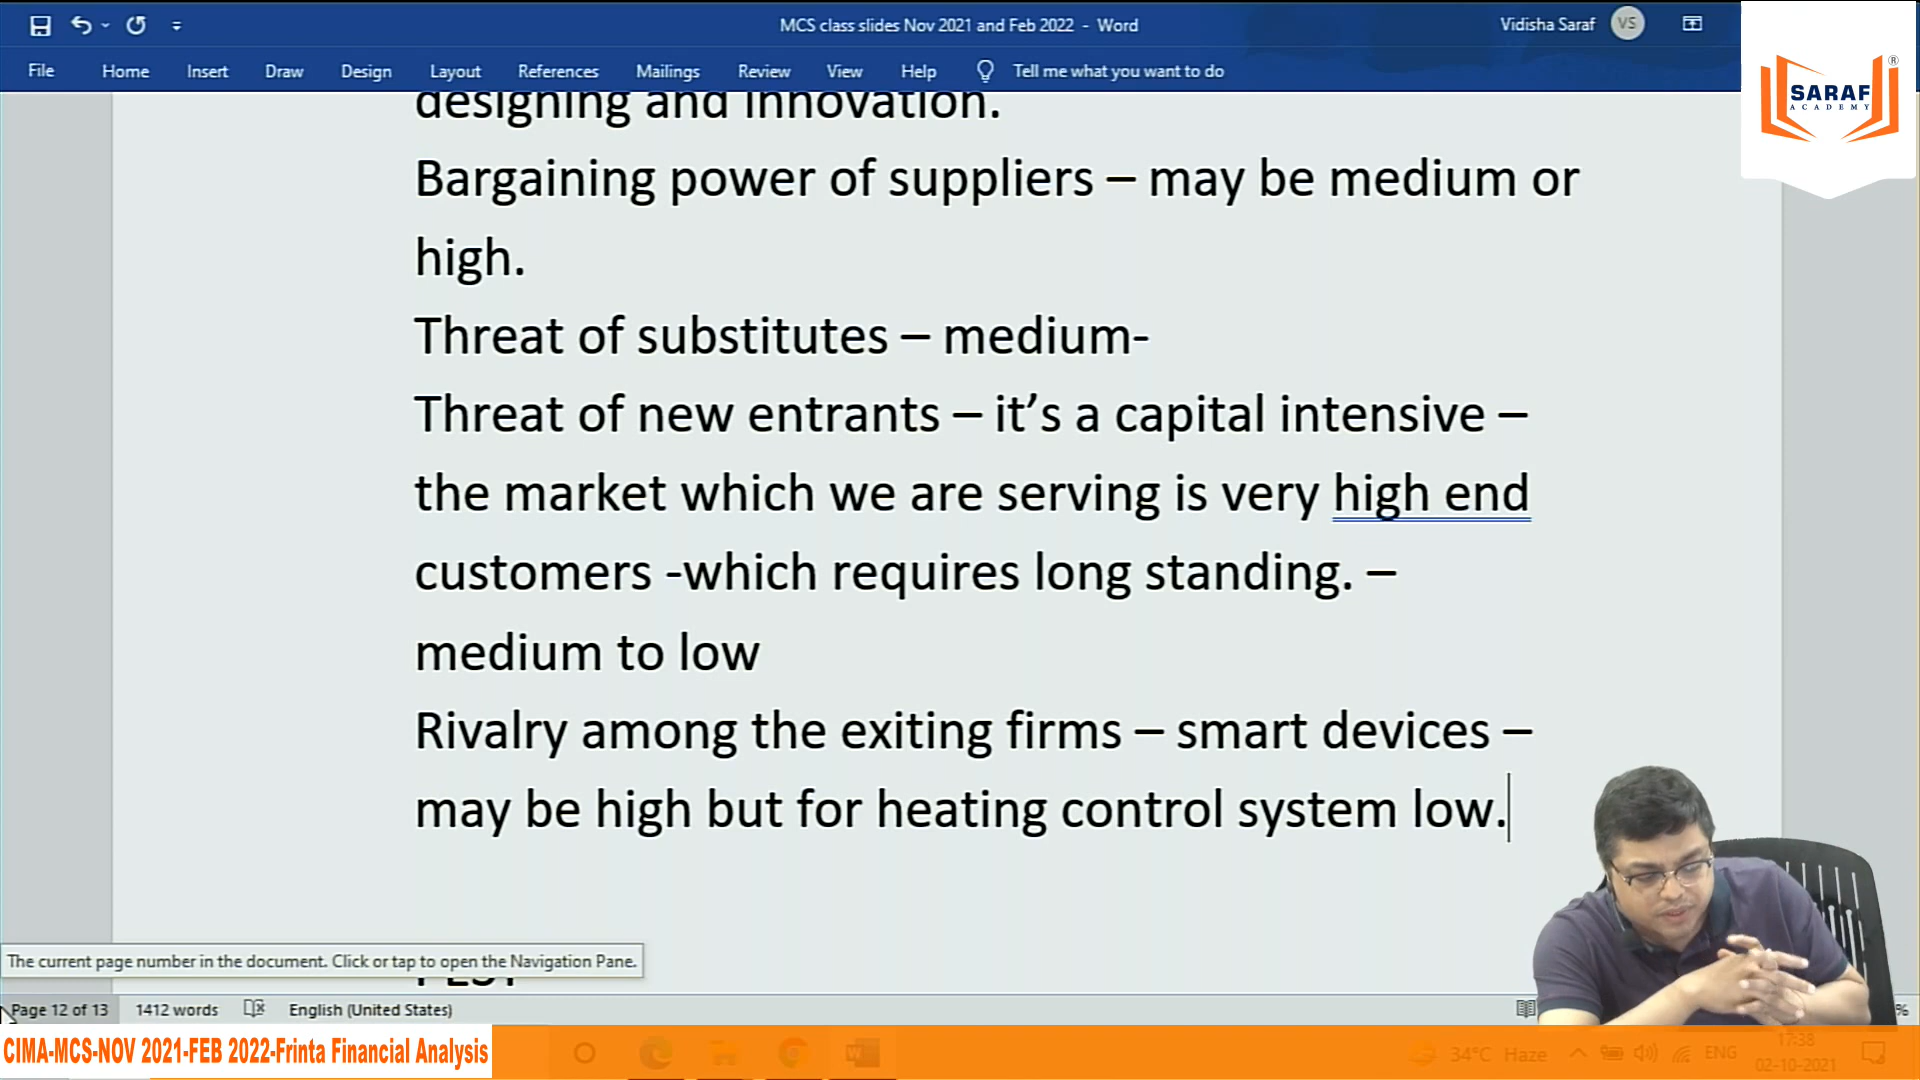 MCS class slides Nov 2021 and Feb 2022 - Word
Vidisha Saraf VS
File Home Insert Draw Design Layout References Mailings Review View Help Tell me what you want to do
SARAF
ACADEMY
®
designing and innovation.
Bargaining power of suppliers – may be medium or
high.
Threat of substitutes – medium-
Threat of new entrants – it’s a capital intensive –
the market which we are serving is very high end
customers -which requires long standing. –
medium to low
Rivalry among the exiting firms – smart devices –
may be high but for heating control system low.
The current page number in the document. Click or tap to open the Navigation Pane.
PEST
Page 12 of 13 1412 words English (United States) %
CIMA-MCS-NOV 2021-FEB 2022-Frinta Financial Analysis
34°C Haze ENG
17:38
02-10-2021